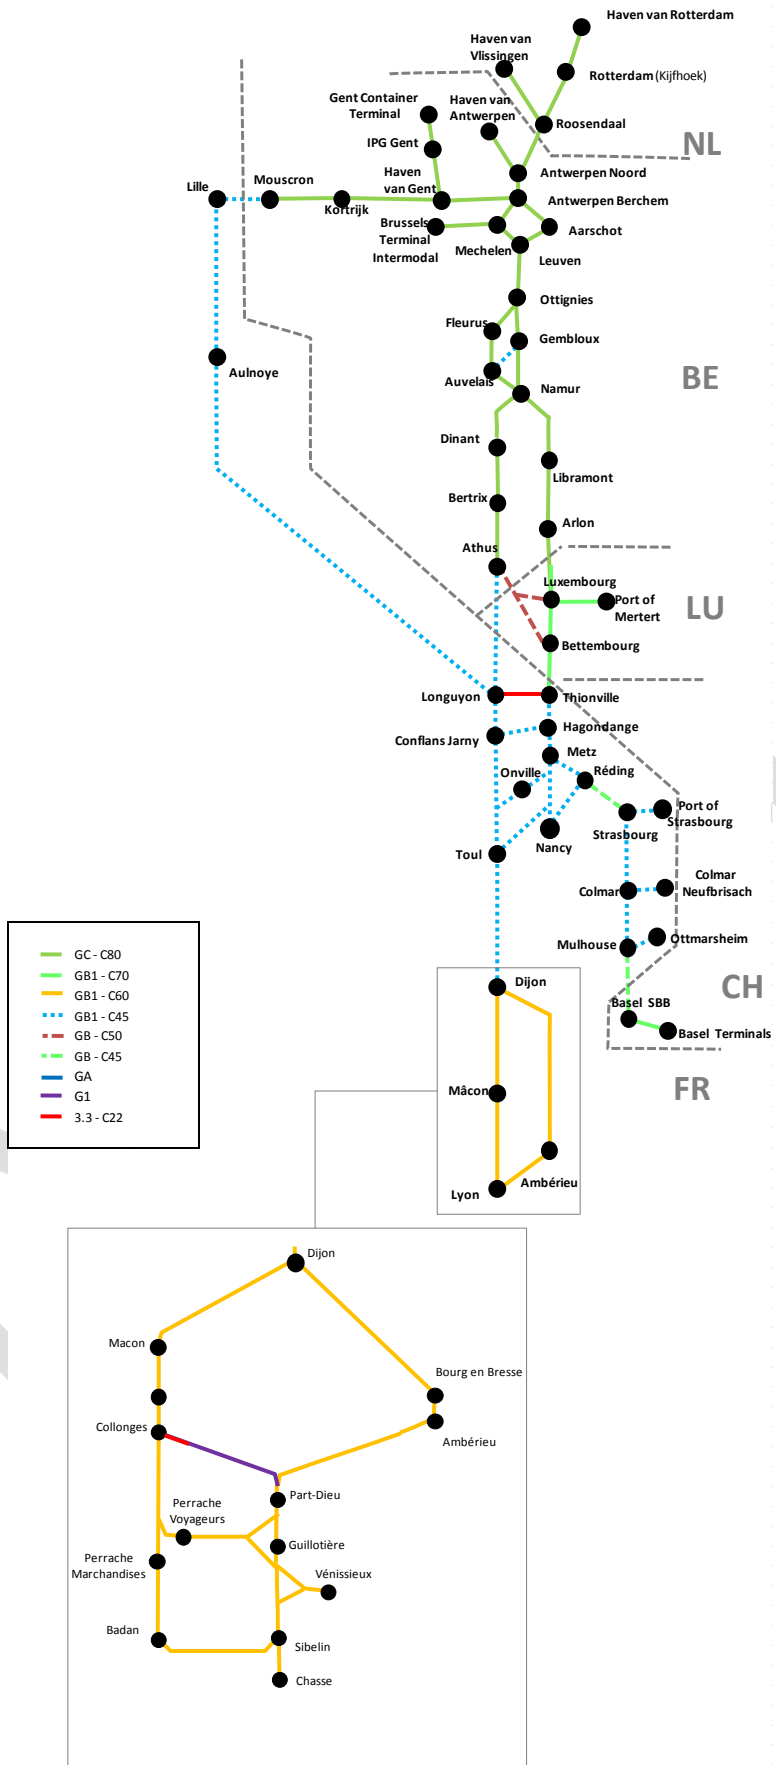 Haven van Rotterdam
Haven van
Vlissingen
Rotterdam (Kijfhoek)
Gent Container
Terminal
Haven van
Antwerpen
Roosendaal
NL
IPG Gent
Haven
van Gent
Antwerpen Noord
Lille
Mouscron
Kortrijk
Antwerpen Berchem
Brussels
Terminal
Intermodal
Mechelen
Aarschot
Leuven
Ottignies
Fleurus
Gembloux
Aulnoye
Auvelais
Namur
BE
Dinant
Libramont
Bertrix
Arlon
Athus
Luxembourg
Port of
Mertert
LU
Bettembourg
Longuyon
Thionville
Conflans Jarny
Hagondange
Metz
Onville
Réding
Port of
Strasbourg
Strasbourg
Nancy
Toul
Colmar
Colmar
Neufbrisach
Mulhouse
Ottmarsheim
CH
Dijon
Basel SBB
Basel Terminals
FR
Mâcon
Ambérieu
Lyon
GC - C80
GB1 - C70
GB1 - C60
GB1 - C45
GB - C50
GB - C45
GA
G1
3.3 - C22
Dijon
Macon
Bourg en Bresse
Collonges
Ambérieu
Part-Dieu
Perrache
Voyageurs
Guillotière
Perrache
Marchandises
Vénissieux
Badan
Sibelin
Chasse